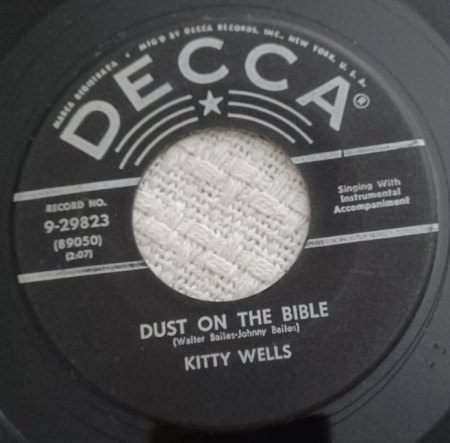 MARCA REGISTRADA • MFG'D BY DECCA RECORDS, INC., NEW YORK, U. S. A.
DECCA®
RECORD NO.
9-29823
(89050)
(2:07)
Singing With
Instrumental
Accompaniment
DUST ON THE BIBLE
(Walter Bailes-Johnny Bailes)
KITTY WELLS